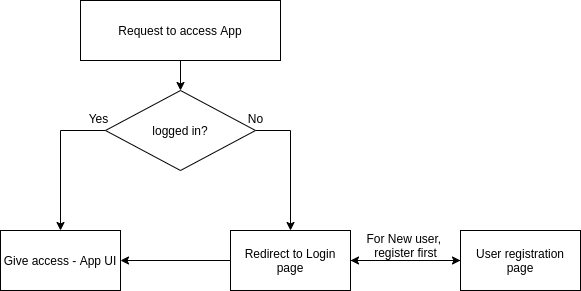 Request to access App
logged in?
Yes
No
Give access - App UI
Redirect to Login
page
For New user,
register first
User registration
page